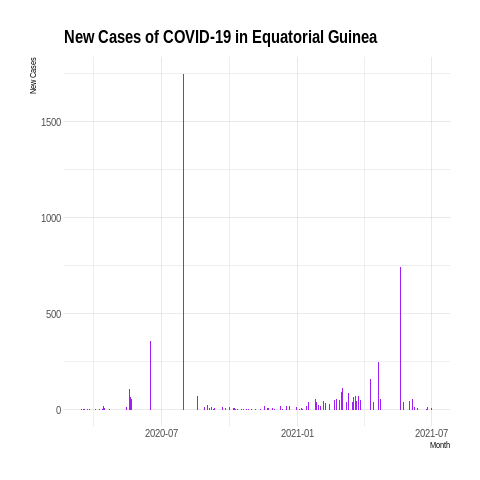 New Cases of COVID-19 in Equatorial Guinea
New Cases
1500
1000
500
0
2020-07
2021-01
2021-07
Month